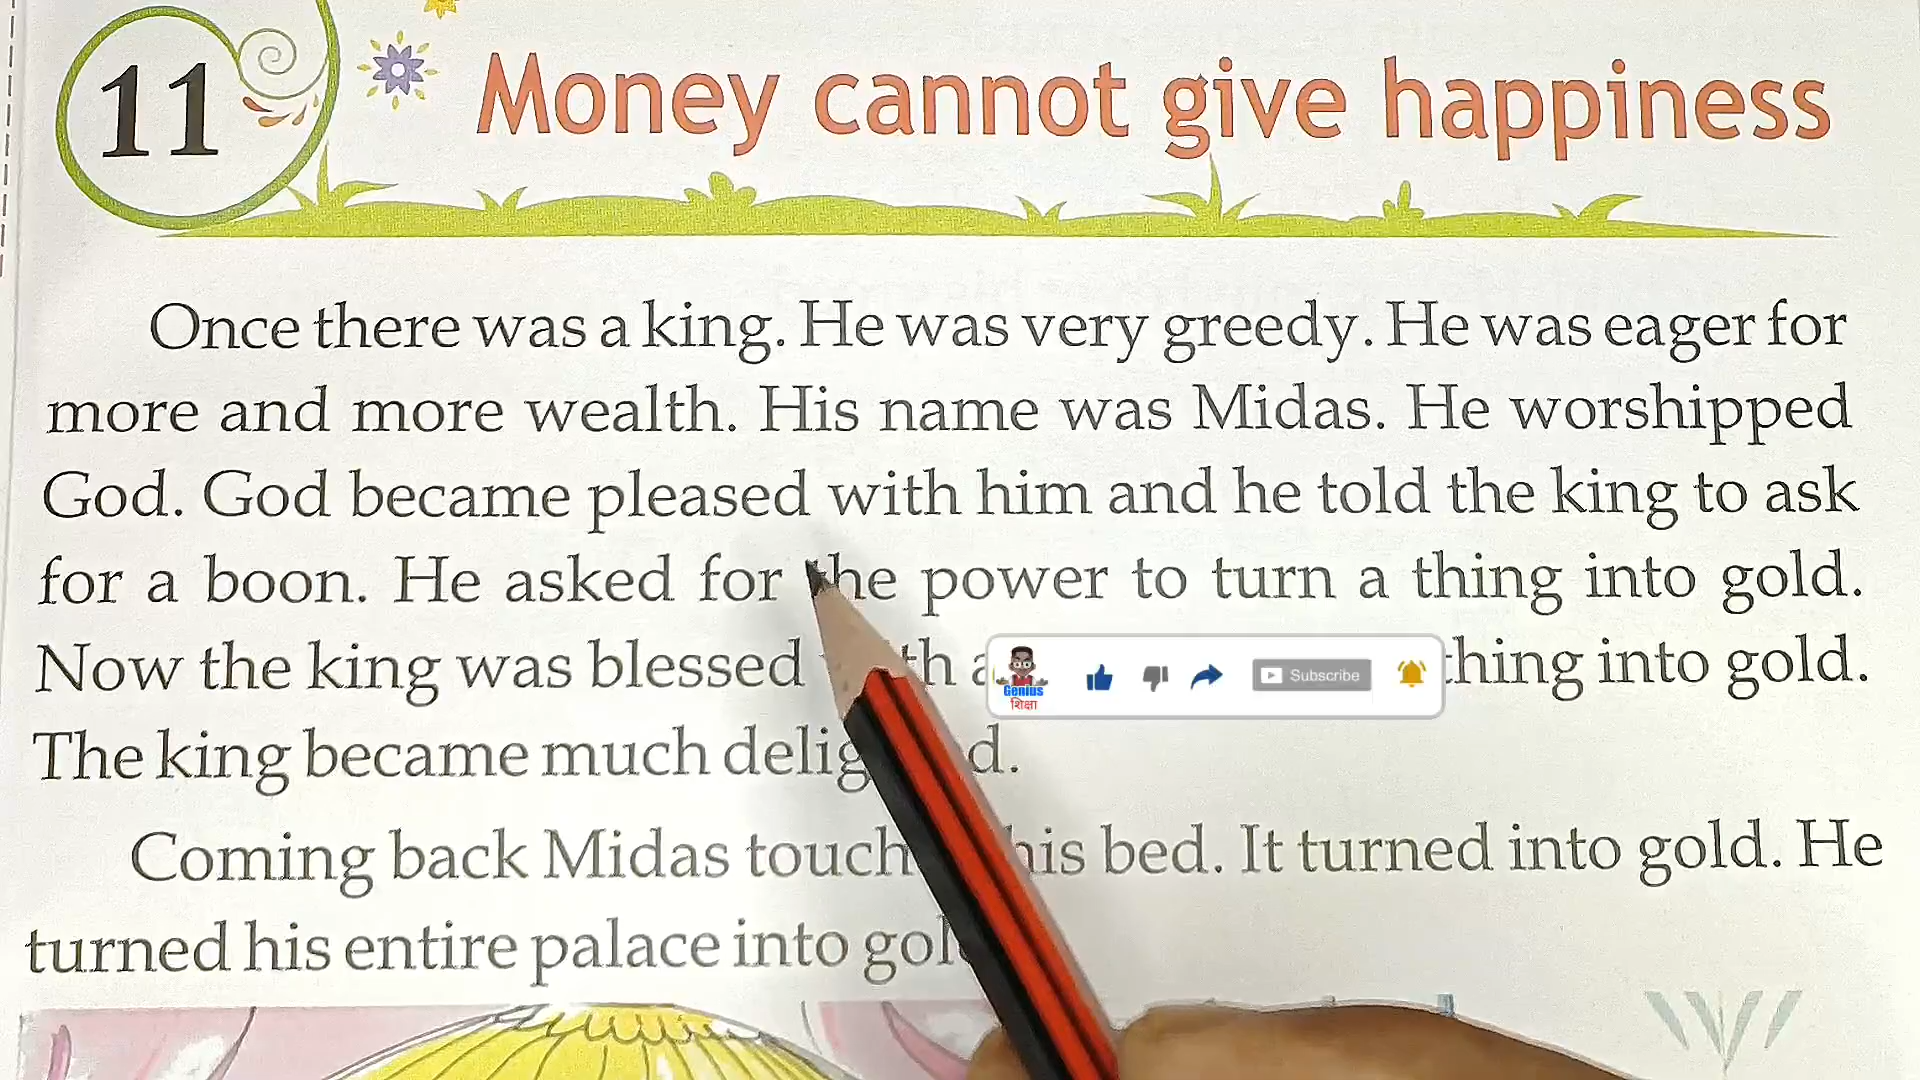 11
Money cannot give happiness
Once there was a king. He was very greedy. He was eager for
more and more wealth. His name was Midas. He worshipped
God. God became pleased with him and he told the king to ask
for a boon. He asked for the power to turn a thing into gold.
Now the king was blessed thing into gold.
Genius
शिक्षा
Subscribe
The king became much
Coming back Midas his bed. It turned into gold. He
turned his entire palace into